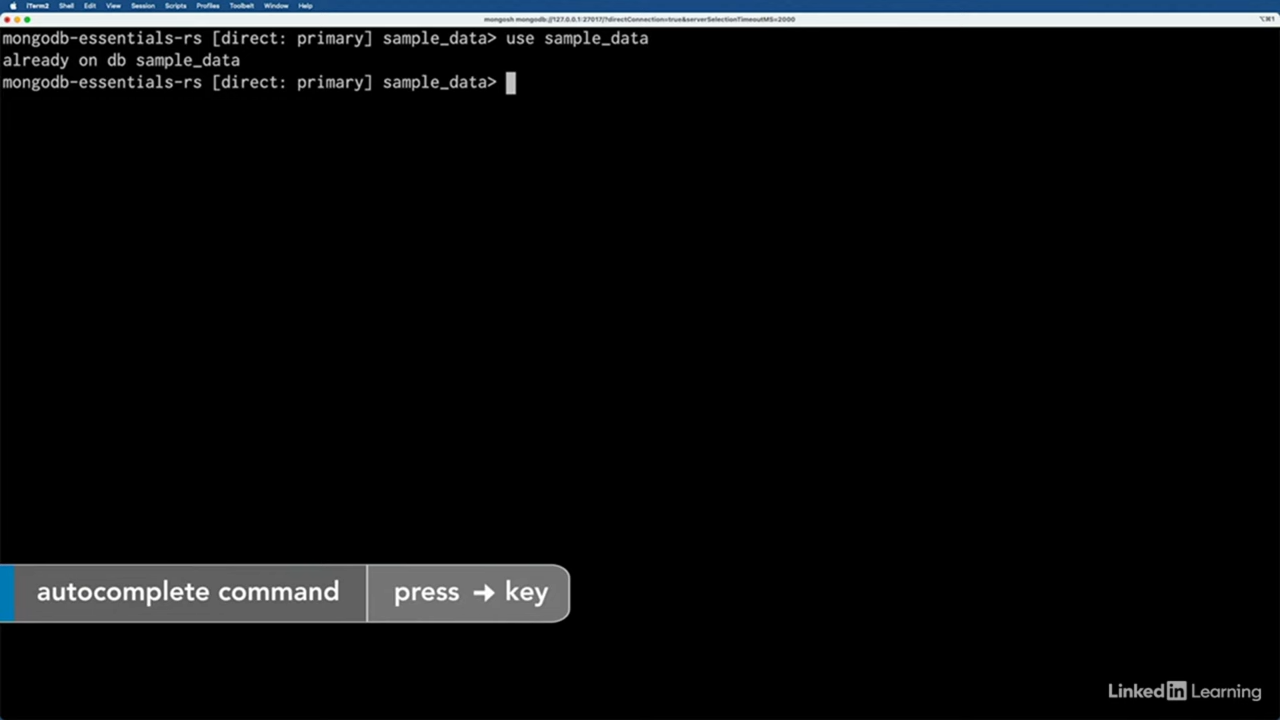 iTerm2 Shell Edit View Session Scripts Profiles Toolbelt Window Help
mongosh mongodb://127.0.0.1:27017/?directConnection=true&serverSelectionTimeoutMS=2000
⌥⌘1
mongodb-essentials-rs [direct: primary] sample_data> use sample_data
already on db sample_data
mongodb-essentials-rs [direct: primary] sample_data>
autocomplete command press → key
LinkedIn Learning